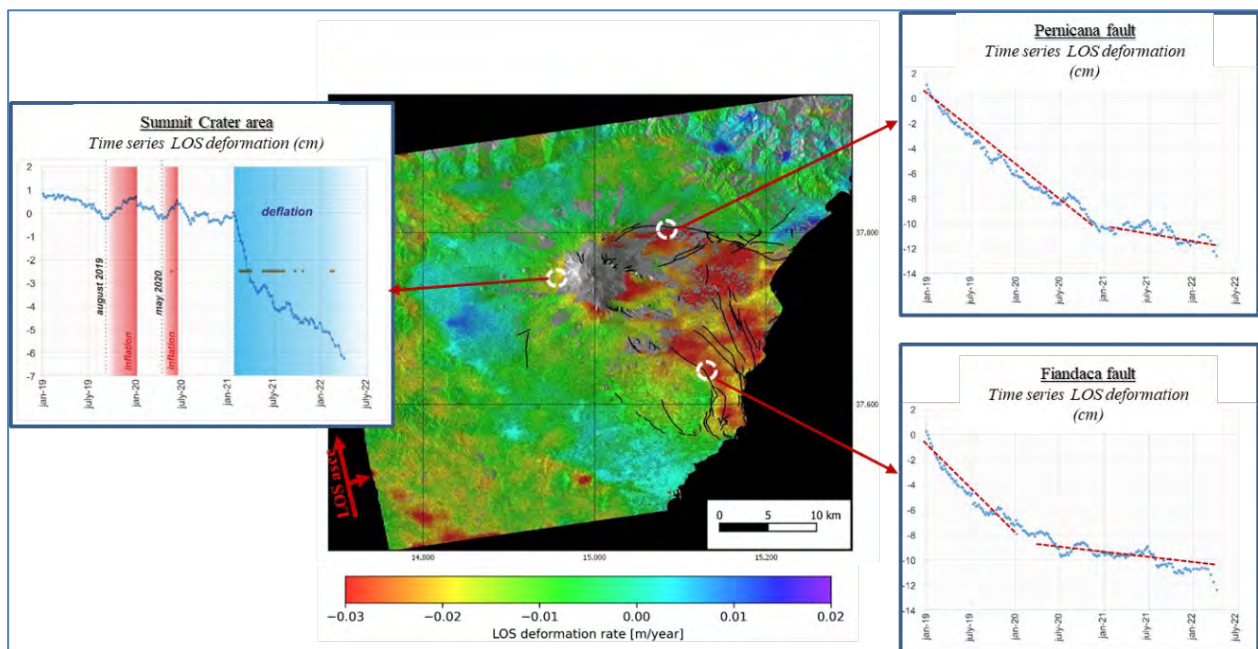 Summit Crater area
Time series LOS deformation (cm)
2
1
0
-1
-2
-3
-4
-5
-6
-7
august 2019
inflation
may 2020
inflation
deflation
jan-19
july-19
jan-20
july-20
jan-21
july-21
jan-22
july-22
37.800
37.600
14.800
15.000
15.200
LOS asce
0 5 10 km
−0.03 −0.02 −0.01 0.00 0.01 0.02
LOS deformation rate [m/year]
Pernicana fault
Time series LOS deformation
(cm)
2
0
-2
-4
-6
-8
-10
-12
-14
jan-19
july-19
jan-20
july-20
jan-21
july-21
jan-22
july-22
Fiandaca fault
Time series LOS deformation
(cm)
2
0
-2
-4
-6
-8
-10
-12
-14
jan-19
july-19
jan-20
july-20
jan-21
july-21
jan-22
july-22